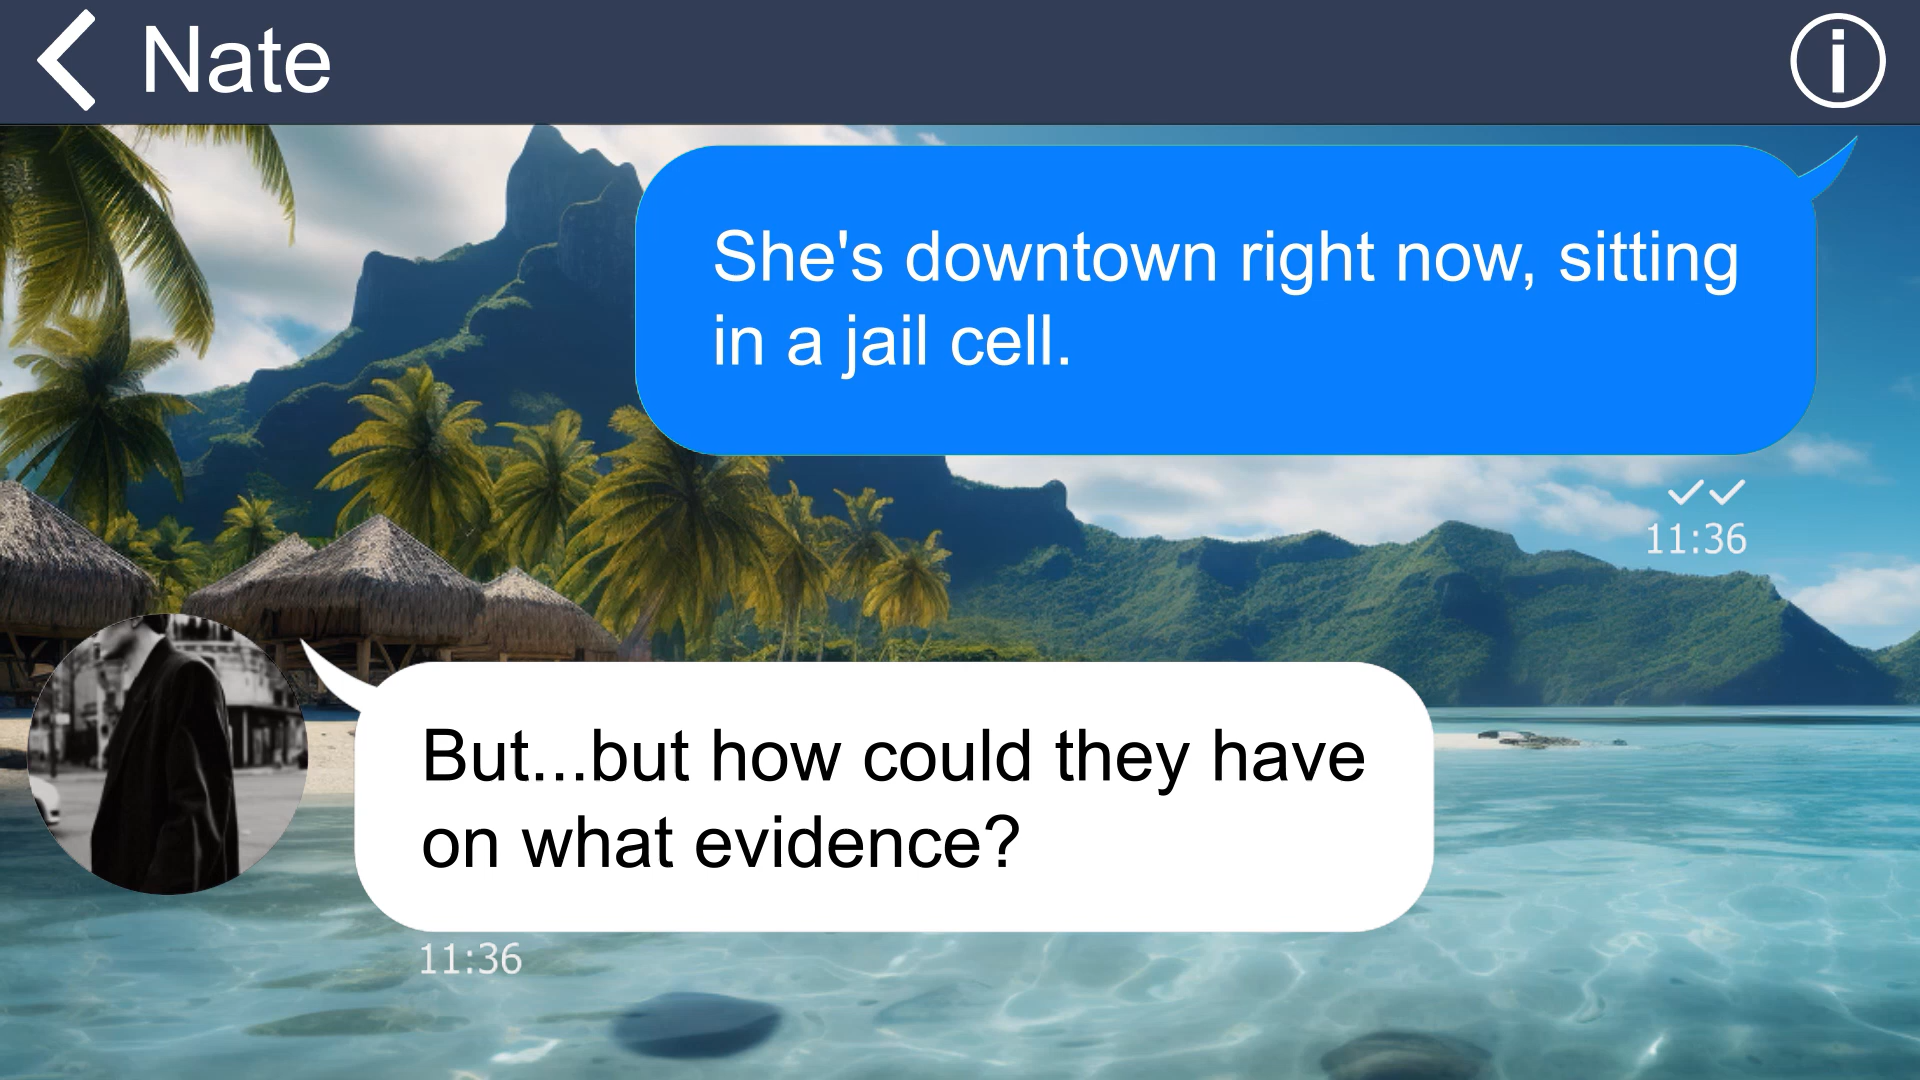 Nate
She's downtown right now, sitting
in a jail cell.
11:36
But...but how could they have
on what evidence?
11:36